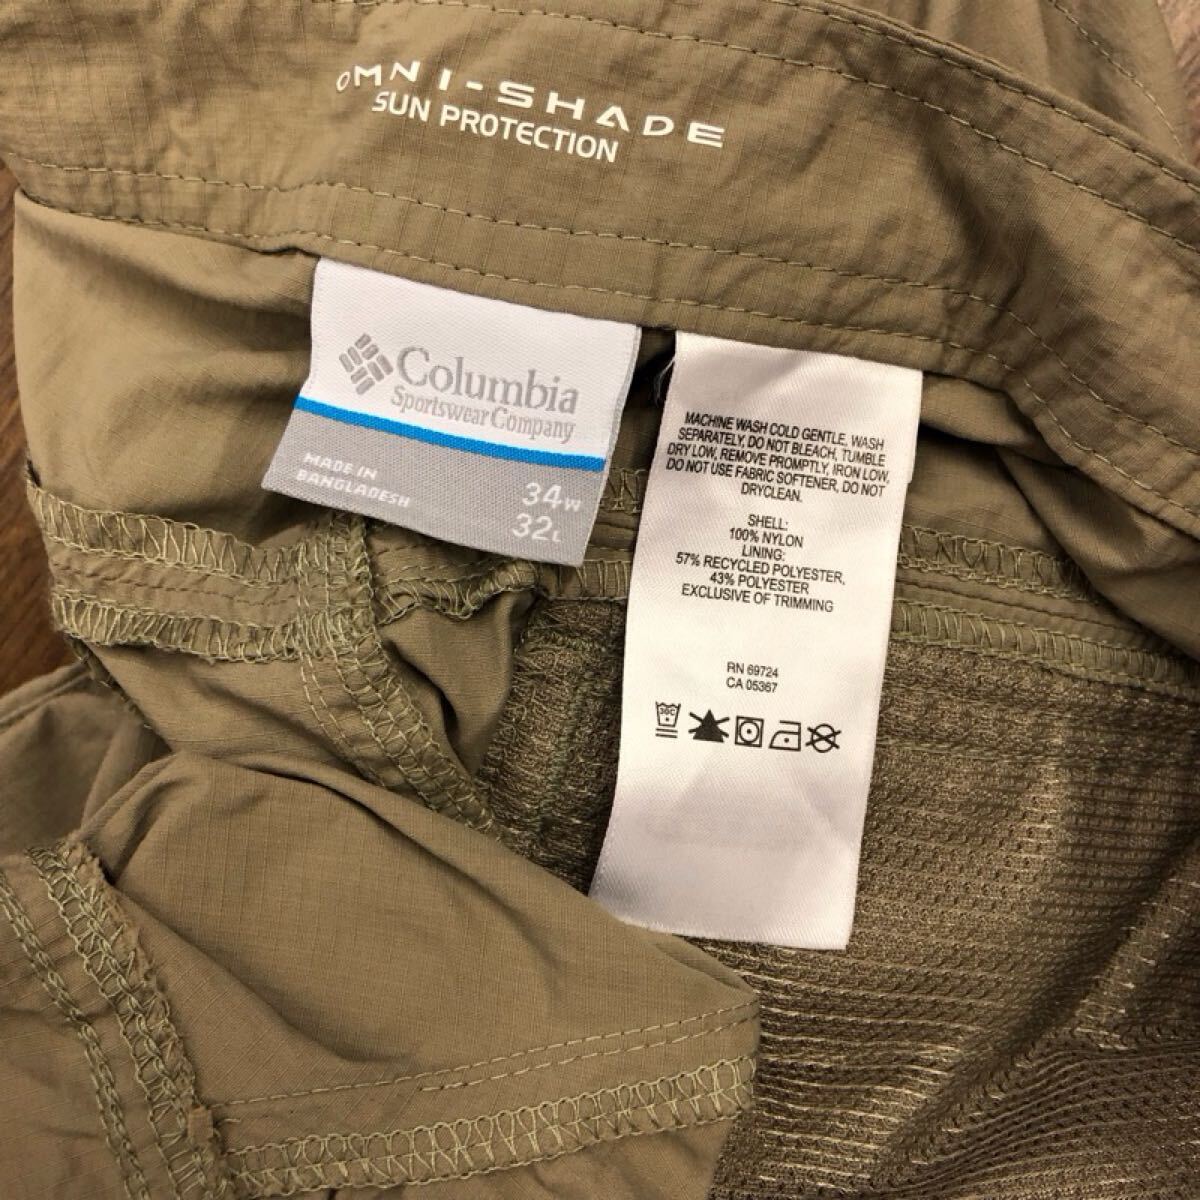 OMNI-SHADE
SUN PROTECTION
Columbia
Sportswear Company
MADE IN
BANGLADESH
34W
32L
MACHINE WASH COLD GENTLE, WASH
SEPARATELY, DO NOT BLEACH, TUMBLE
DRY LOW, REMOVE PROMPTLY, IRON LOW,
DO NOT USE FABRIC SOFTENER, DO NOT
DRYCLEAN.
SHELL:
100% NYLON
LINING:
57% RECYCLED POLYESTER,
43% POLYESTER
EXCLUSIVE OF TRIMMING
RN 69724
CA 05367
30C